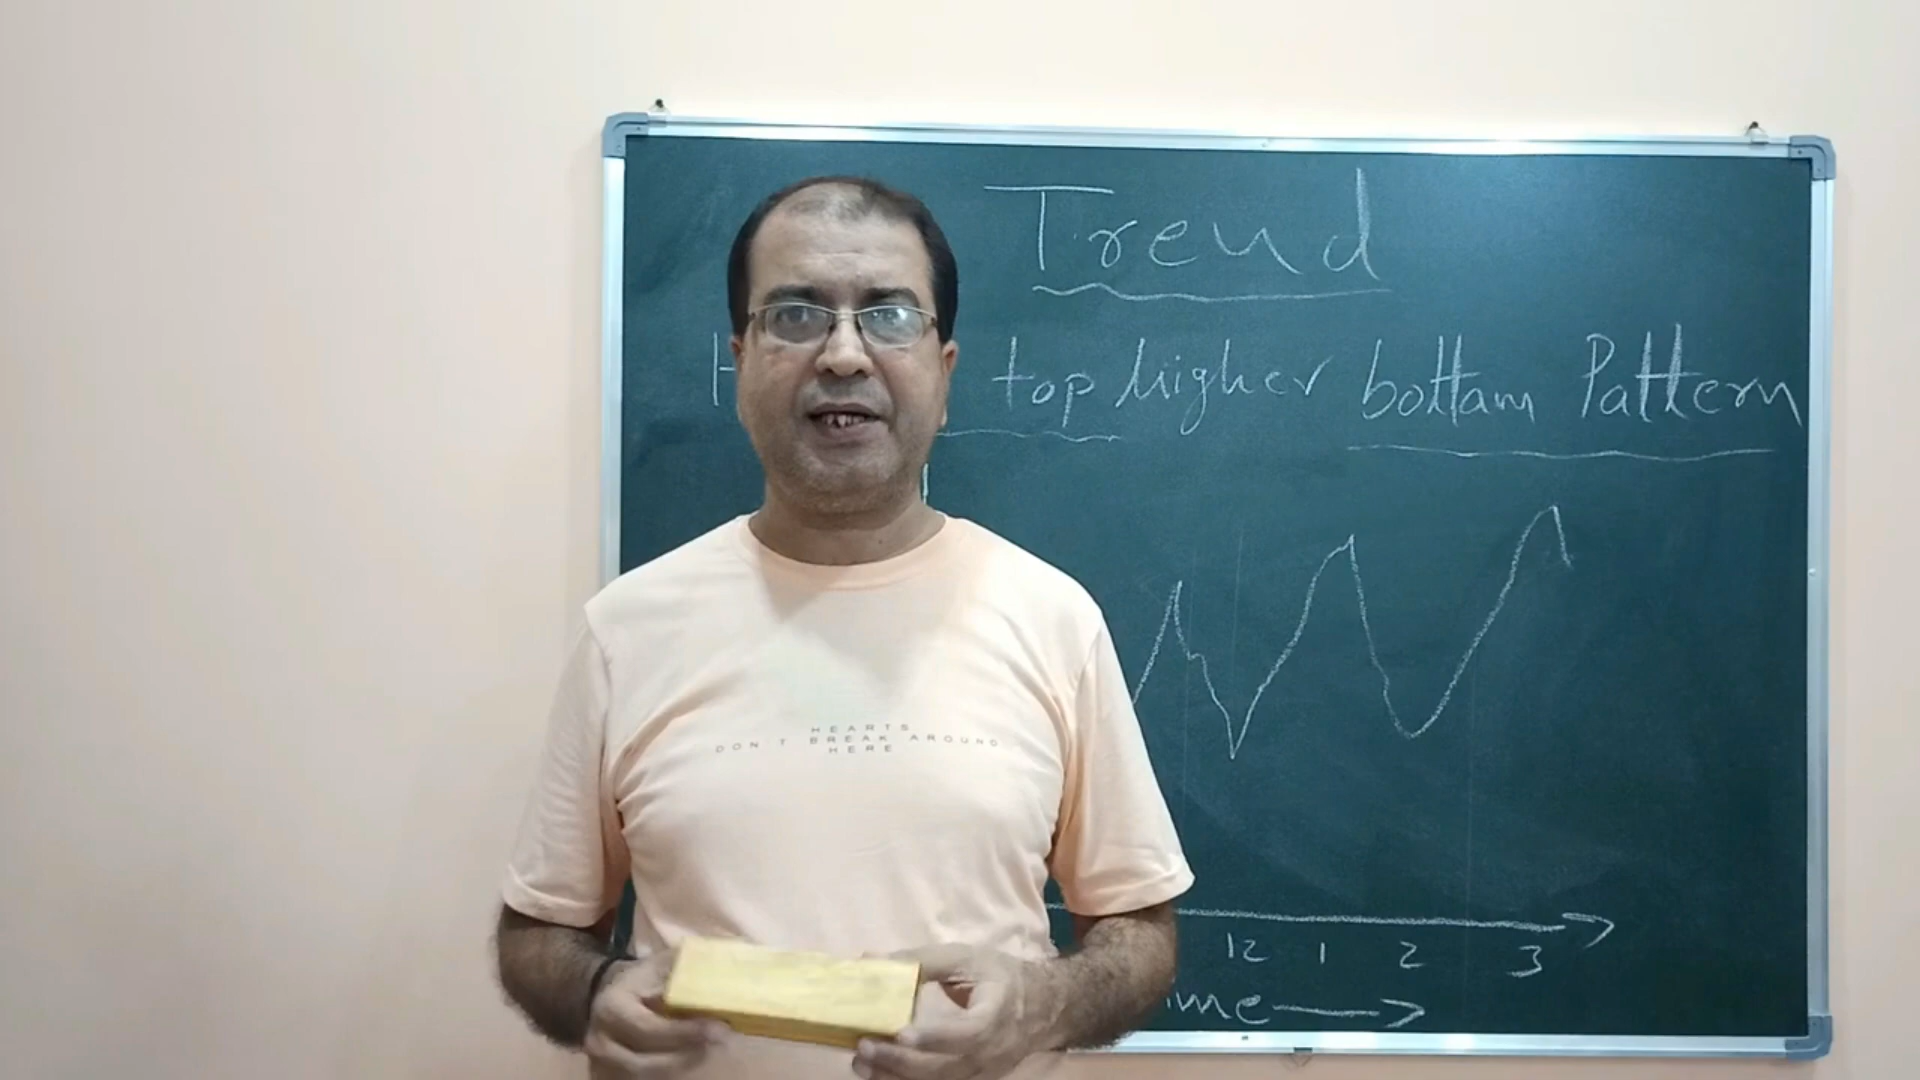 Trend
top higher bottam Pattern
HEARTS
DON'T BREAK AROUND
HERE
12 1 2 3